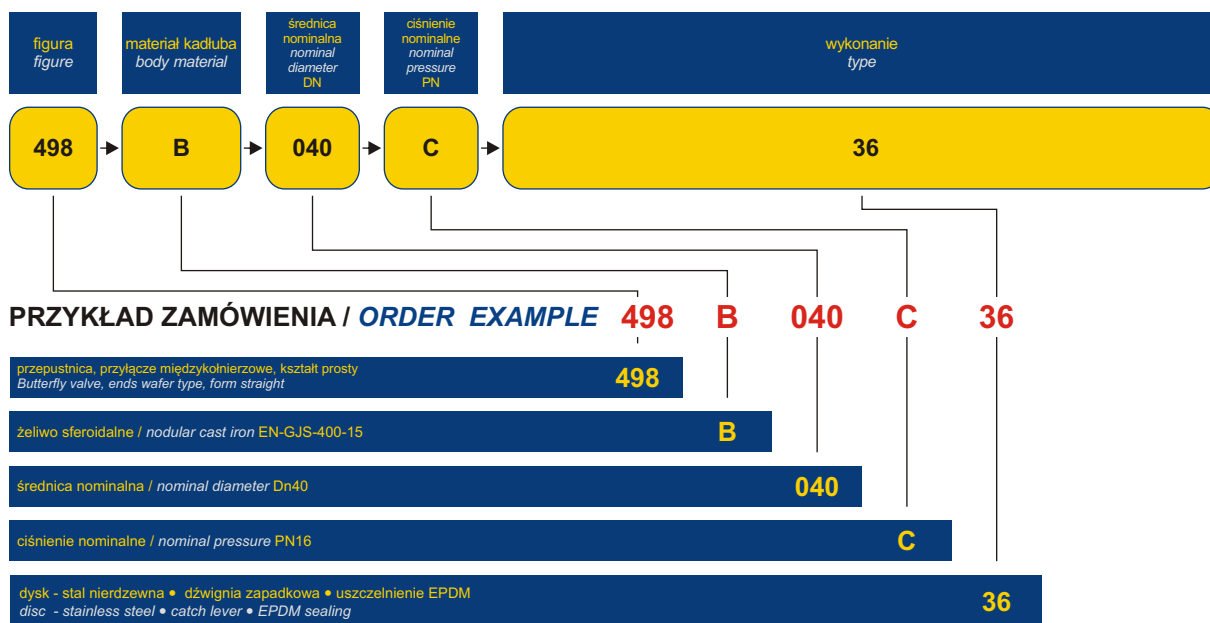 figura
figure
materiał kadłuba
body material
średnica
nominalna
nominal
diameter
DN
ciśnienie
nominalne
nominal
pressure
PN
wykonanie
type
498
B
040
C
36
PRZYKŁAD ZAMÓWIENIA / ORDER EXAMPLE 498 B 040 C 36
przepustnica, przyłącze międzykołnierzowe, kształt prosty
Butterfly valve, ends wafer type, form straight
498
żeliwo sferoidalne / nodular cast iron EN-GJS-400-15
B
średnica nominalna / nominal diameter Dn40
040
ciśnienie nominalne / nominal pressure PN16
C
dysk - stal nierdzewna • dźwignia zapadkowa • uszczelnienie EPDM
disc - stainless steel • catch lever • EPDM sealing
36